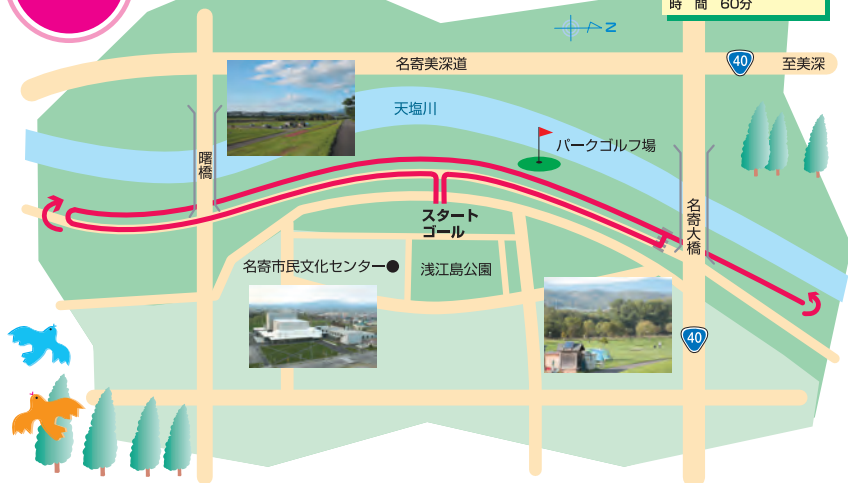 時 間 60分
N
40
名寄美深道
至美深
天塩川
パークゴルフ場
曙橋
名寄大橋
スタート
ゴール
名寄市民文化センター
浅江島公園
40